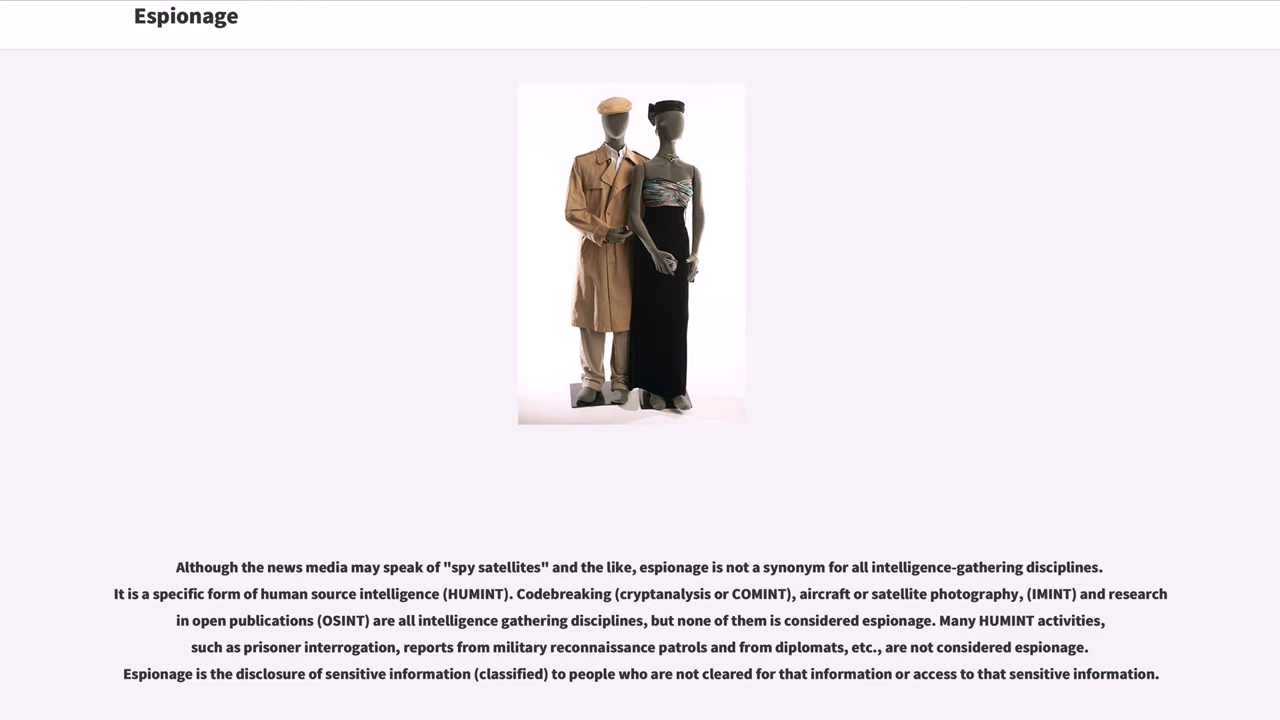 Espionage
Although the news media may speak of "spy satellites" and the like, espionage is not a synonym for all intelligence-gathering disciplines.
It is a specific form of human source intelligence (HUMINT). Codebreaking (cryptanalysis or COMINT), aircraft or satellite photography, (IMINT) and research
in open publications (OSINT) are all intelligence gathering disciplines, but none of them is considered espionage. Many HUMINT activities,
such as prisoner interrogation, reports from military reconnaissance patrols and from diplomats, etc., are not considered espionage.
Espionage is the disclosure of sensitive information (classified) to people who are not cleared for that information or access to that sensitive information.